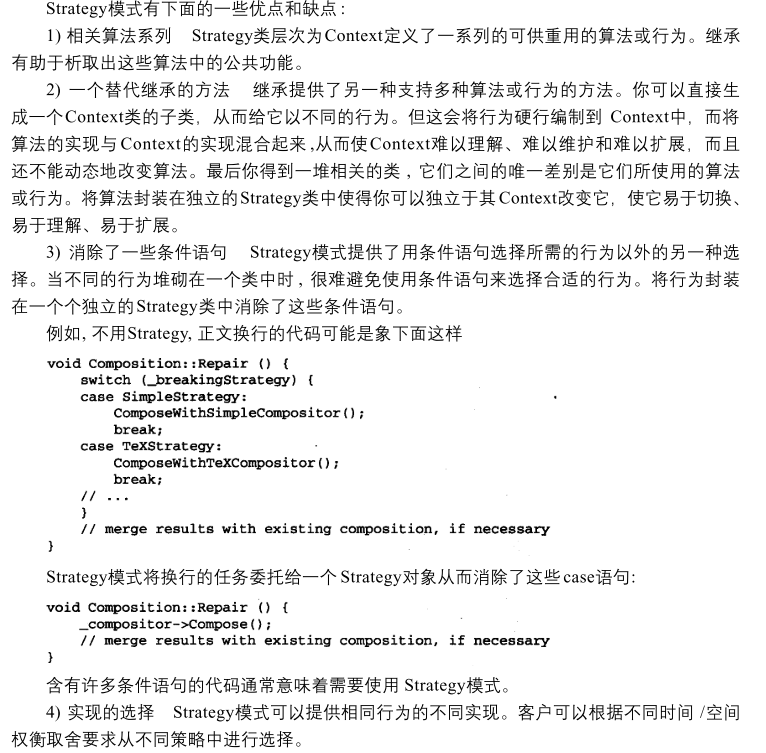 Strategy模式有下面的一些优点和缺点:
1) 相关算法系列 Strategy类层次为Context定义了一系列的可供重用的算法或行为。继承
有助于析取出这些算法中的公共功能。
2) 一个替代继承的方法 继承提供了另一种支持多种算法或行为的方法。你可以直接生
成一个Context类的子类, 从而给它以不同的行为。但这会将行为硬行编制到 Context中, 而将
算法的实现与Context的实现混合起来,从而使Context难以理解、难以维护和难以扩展, 而且
还不能动态地改变算法。最后你得到一堆相关的类 , 它们之间的唯一差别是它们所使用的算法
或行为。将算法封装在独立的Strategy类中使得你可以独立于其Context改变它, 使它易于切换、
易于理解、易于扩展。
3) 消除了一些条件语句 Strategy模式提供了用条件语句选择所需的行为以外的另一种选
择。当不同的行为堆砌在一个类中时 , 很难避免使用条件语句来选择合适的行为。将行为封装
在一个个独立的Strategy类中消除了这些条件语句。
例如, 不用Strategy, 正文换行的代码可能是象下面这样
void Composition::Repair () {
    switch (_breakingStrategy) {
    case SimpleStrategy:
        ComposeWithSimpleCompositor();
        break;
    case TeXStrategy:
        ComposeWithTeXCompositor();
        break;
    // ...
    }
    // merge results with existing composition, if necessary
}
Strategy模式将换行的任务委托给一个 Strategy对象从而消除了这些case语句:
void Composition::Repair () {
    _compositor->Compose();
    // merge results with existing composition, if necessary
}
含有许多条件语句的代码通常意味着需要使用 Strategy模式。
4) 实现的选择 Strategy模式可以提供相同行为的不同实现。客户可以根据不同时间 /空间
权衡取舍要求从不同策略中进行选择。